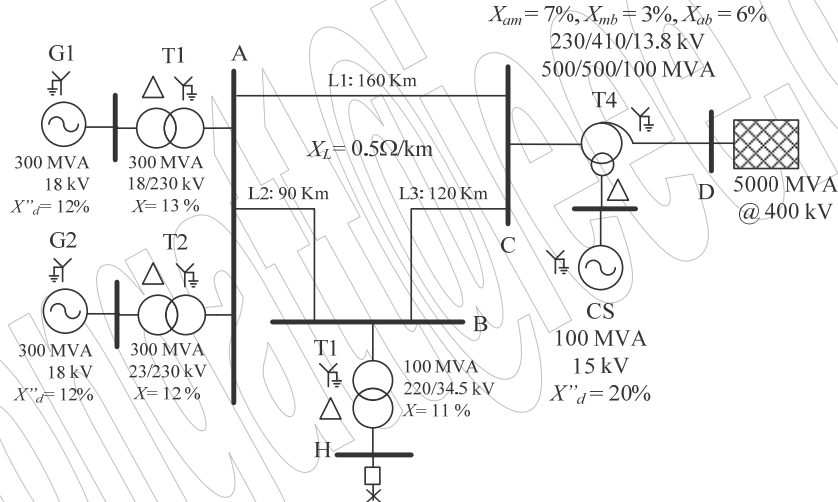 X_am = 7%, X_mb = 3%, X_ab = 6%
230/410/13.8 kV
500/500/100 MVA
G1
T1
A
L1: 160 Km
T4
300 MVA
18 kV
X"_d = 12%
300 MVA
18/230 kV
X= 13 %
X_L = 0.5Ω/km
L2: 90 Km
L3: 120 Km
C
D
5000 MVA
@ 400 kV
G2
T2
300 MVA
18 kV
X"_d = 12%
300 MVA
23/230 kV
X= 12 %
B
CS
100 MVA
15 kV
X"_d = 20%
T1
100 MVA
220/34.5 kV
X= 11 %
H